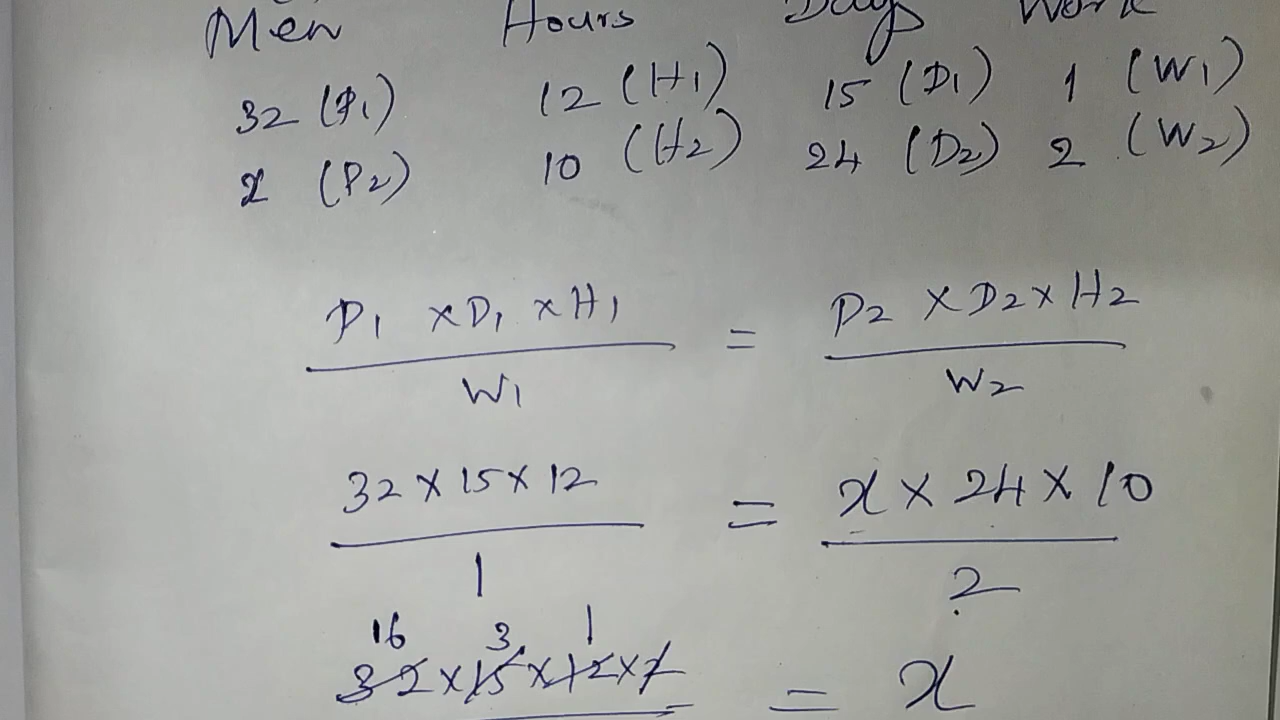 Men Hours Days Work
32 (P1) 12 (H1) 15 (D1) 1 (W1)
x (P2) 10 (H2) 24 (D2) 2 (W2)
P1 × D1 × H1 = P2 × D2 × H2
W1 W2
32 × 15 × 12 = x × 24 × 10
1 2
16 3 1
32 × 15 × 12 × 2 = x